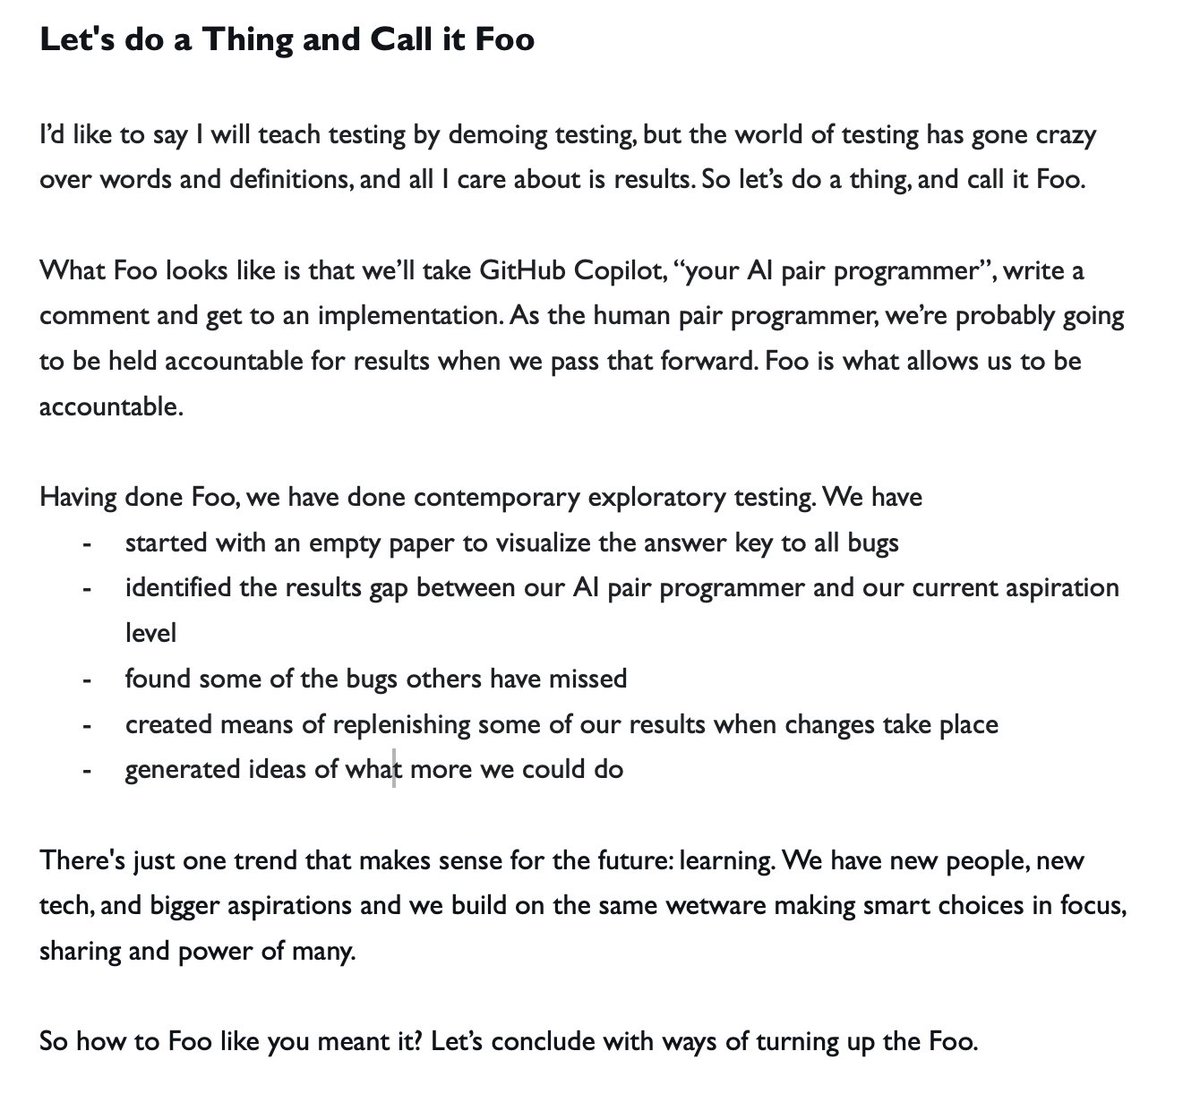 Let's do a Thing and Call it Foo
I’d like to say I will teach testing by demoing testing, but the world of testing has gone crazy
over words and definitions, and all I care about is results. So let’s do a thing, and call it Foo.
What Foo looks like is that we’ll take GitHub Copilot, “your AI pair programmer”, write a
comment and get to an implementation. As the human pair programmer, we’re probably going
to be held accountable for results when we pass that forward. Foo is what allows us to be
accountable.
Having done Foo, we have done contemporary exploratory testing. We have
- started with an empty paper to visualize the answer key to all bugs
- identified the results gap between our AI pair programmer and our current aspiration
level
- found some of the bugs others have missed
- created means of replenishing some of our results when changes take place
- generated ideas of what more we could do
There's just one trend that makes sense for the future: learning. We have new people, new
tech, and bigger aspirations and we build on the same wetware making smart choices in focus,
sharing and power of many.
So how to Foo like you meant it? Let’s conclude with ways of turning up the Foo.